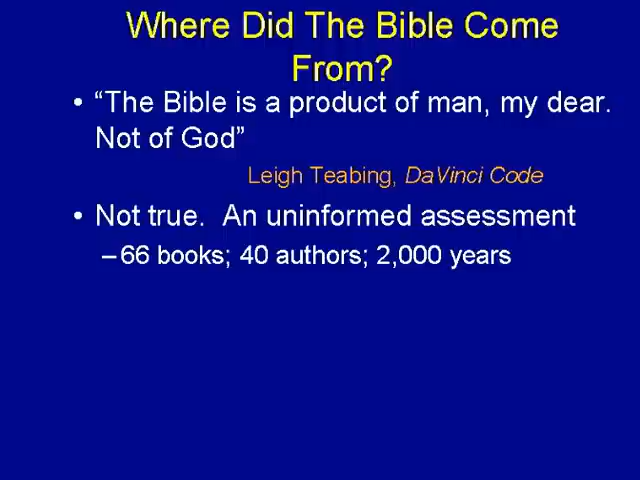 Where Did The Bible Come
From?
• “The Bible is a product of man, my dear.
Not of God”
Leigh Teabing, DaVinci Code
• Not true.  An uninformed assessment
–66 books; 40 authors; 2,000 years